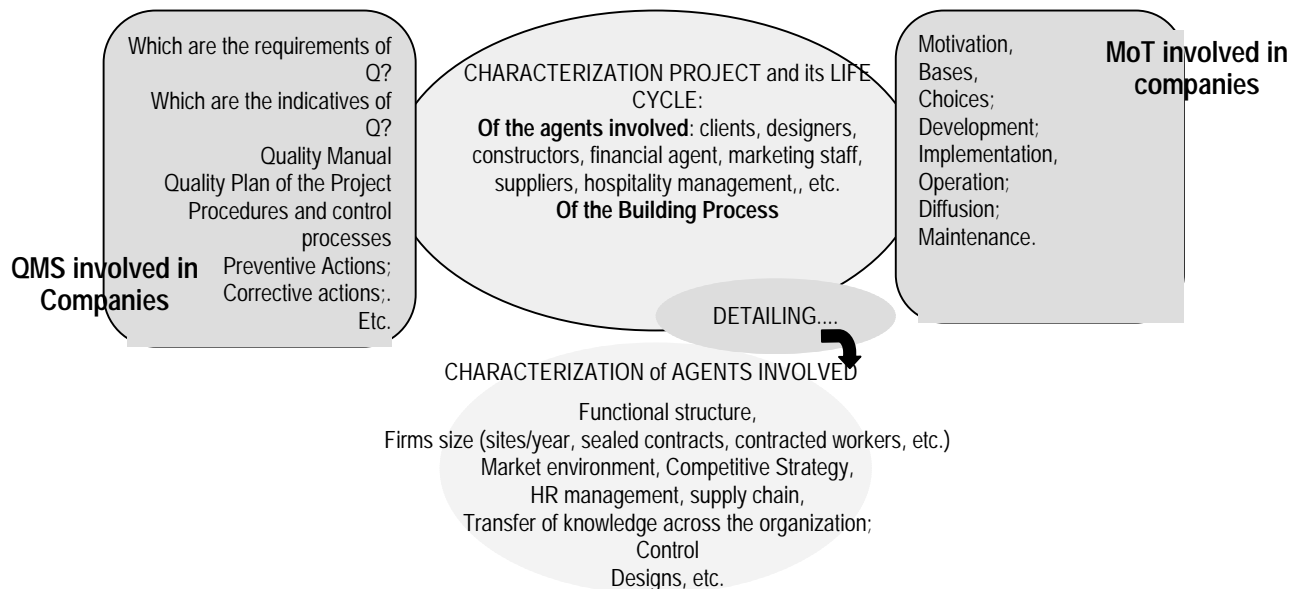 Which are the requirements of
Q?
Which are the indicatives of
Q?
Quality Manual
Quality Plan of the Project
Procedures and control
processes
Preventive Actions;
Corrective actions;.
Etc.
QMS involved in
Companies
CHARACTERIZATION PROJECT and its LIFE
CYCLE:
Of the agents involved: clients, designers,
constructors, financial agent, marketing staff,
suppliers, hospitality management,, etc.
Of the Building Process
Motivation,
Bases,
Choices;
Development;
Implementation,
Operation;
Diffusion;
Maintenance.
MoT involved in
companies
DETAILING....
CHARACTERIZATION of AGENTS INVOLVED
Functional structure,
Firms size (sites/year, sealed contracts, contracted workers, etc.)
Market environment, Competitive Strategy,
HR management, supply chain,
Transfer of knowledge across the organization;
Control
Designs, etc.